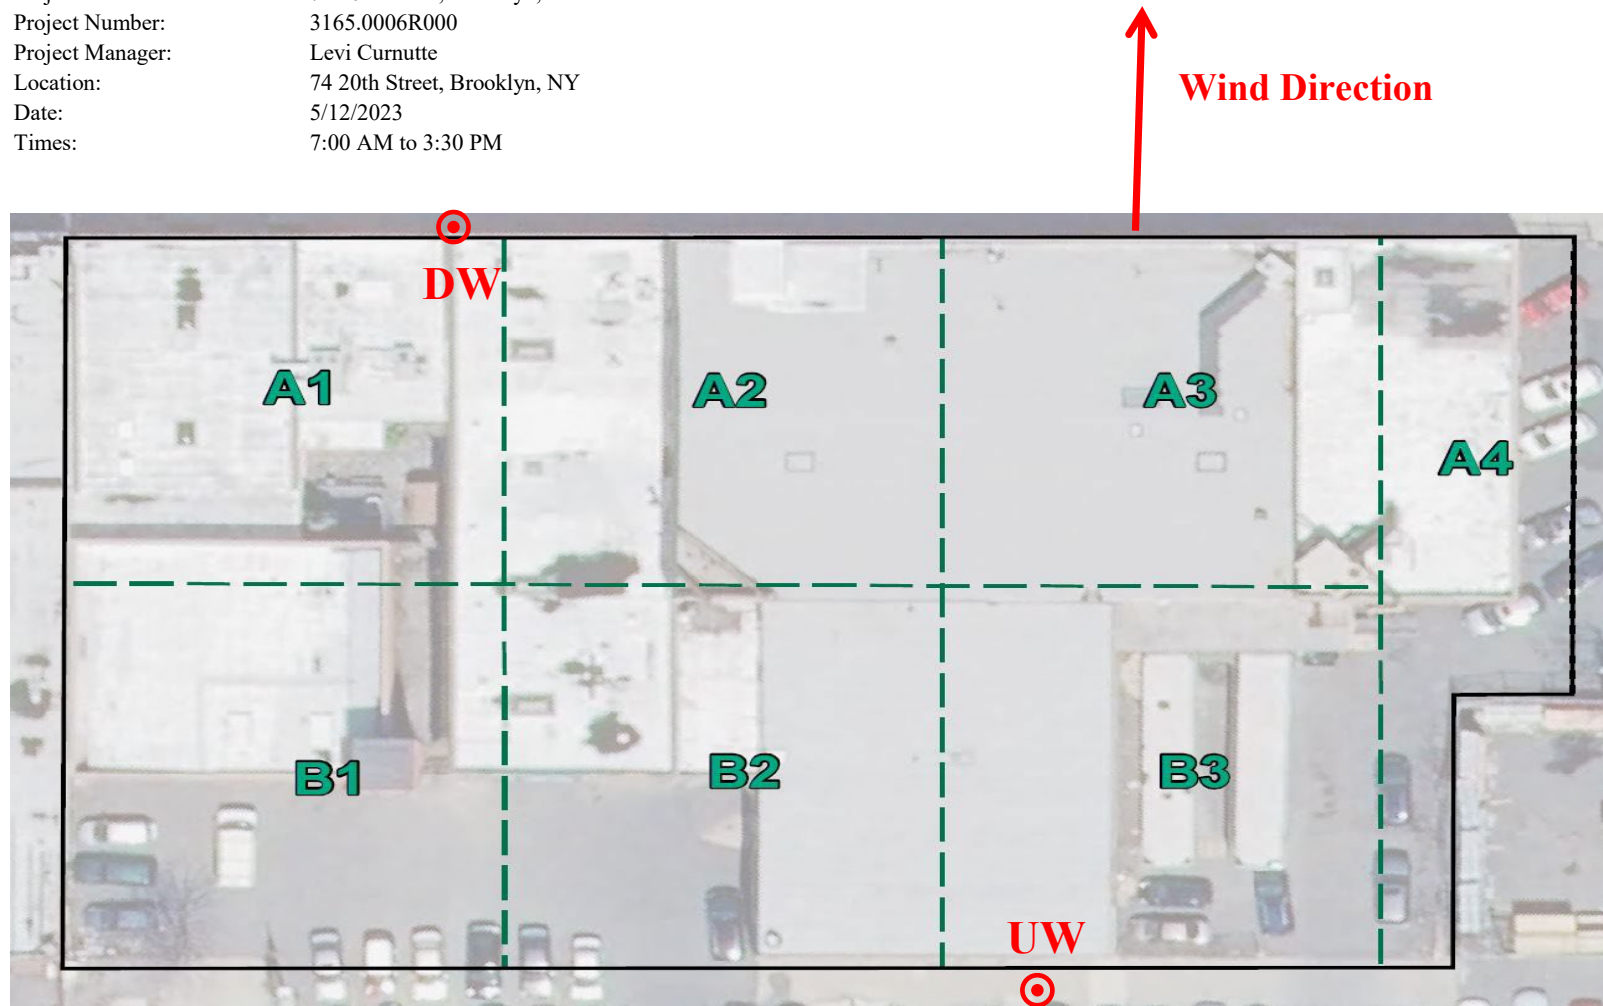 Project Number: 3165.0006R000
Project Manager: Levi Curnutte
Location: 74 20th Street, Brooklyn, NY
Date: 5/12/2023
Times: 7:00 AM to 3:30 PM
Wind Direction
DW
A1
A2
A3
A4
B1
B2
B3
UW